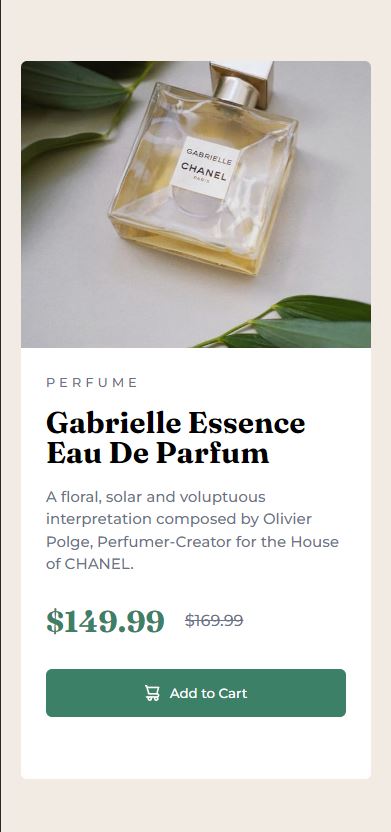 GABRIELLE
CHANEL
PARIS
PERFUME
Gabrielle Essence
Eau De Parfum
A floral, solar and voluptuous
interpretation composed by Olivier
Polge, Perfumer-Creator for the House
of CHANEL.
$149.99 $169.99
Add to Cart